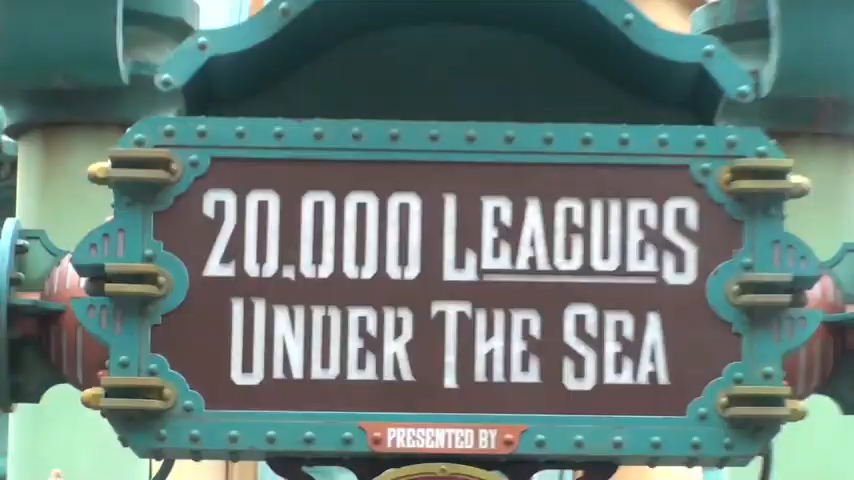 20,000 LEAGUES
UNDER THE SEA
PRESENTED BY